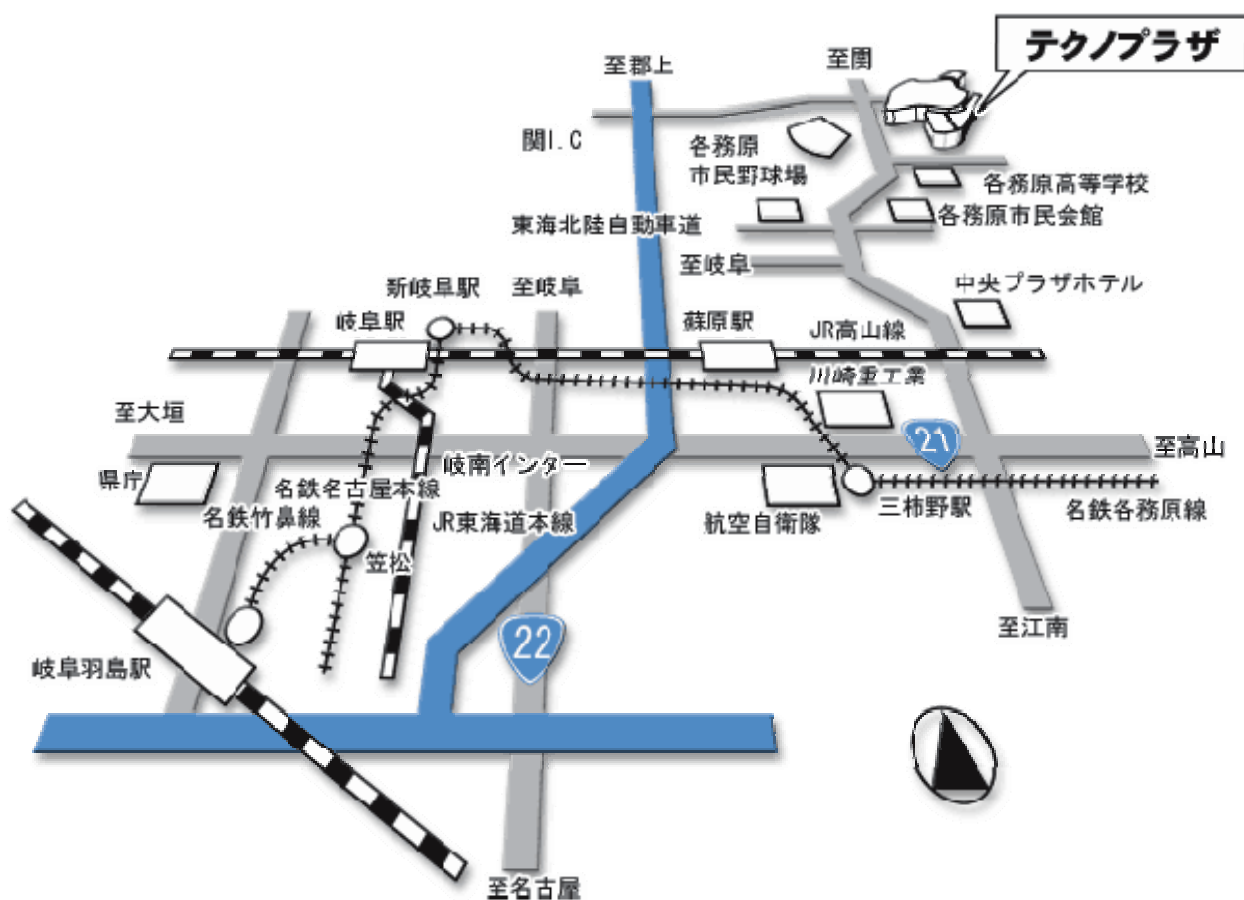 テクノプラザ
至関
至郡上
関I.C
各務原
市民野球場
各務原高等学校
各務原市民会館
東海北陸自動車道
至岐阜
中央プラザホテル
新岐阜駅
至岐阜
岐阜駅
蘇原駅
JR高山線
川崎重工業
至大垣
21
至高山
岐南インター
県庁
名鉄名古屋本線
名鉄竹鼻線
JR東海道本線
航空自衛隊
三柿野駅
名鉄各務原線
笠松
22
至江南
岐阜羽島駅
至名古屋